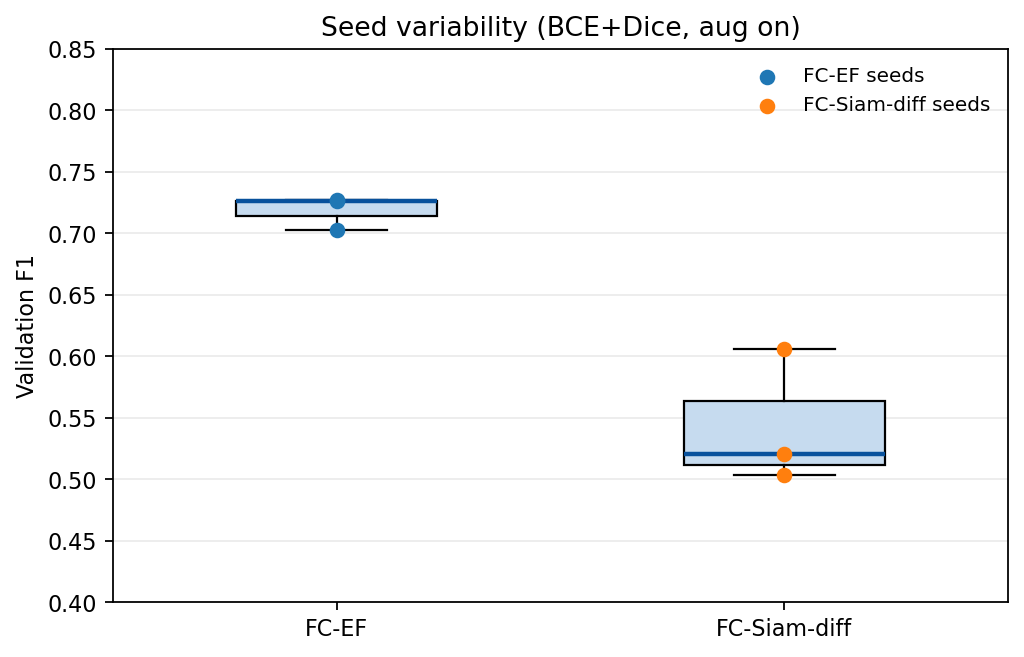 Seed variability (BCE+Dice, aug on)
FC-EF seeds
FC-Siam-diff seeds
Validation F1
0.85
0.80
0.75
0.70
0.65
0.60
0.55
0.50
0.45
0.40
FC-EF
FC-Siam-diff